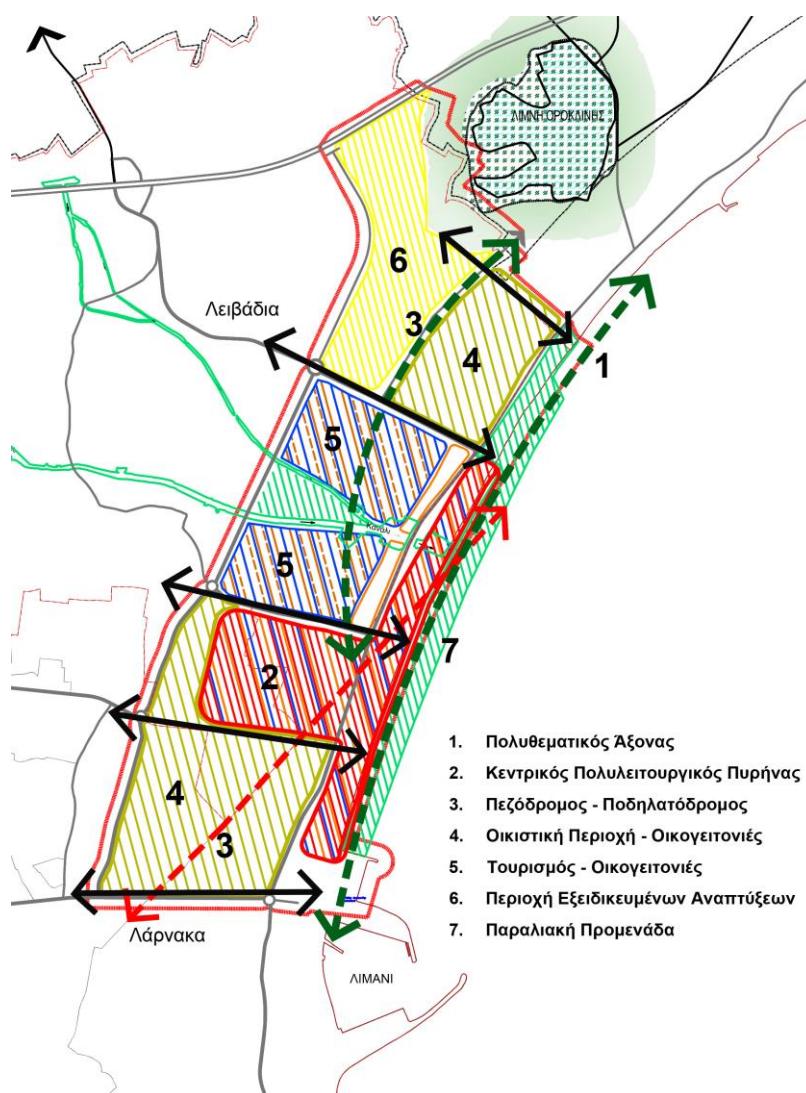 ΛΙΜΝΗ ΟΡΟΚΛΙΝΗΣ
6
Λειβάδια
3
4
1
5
Κανάλι
5
7
2
4
3
Λάρνακα
ΛΙΜΑΝΙ
1. Πολυθεματικός Άξονας
2. Κεντρικός Πολυλειτουργικός Πυρήνας
3. Πεζόδρομος - Ποδηλατόδρομος
4. Οικιστική Περιοχή - Οικογειτονιές
5. Τουρισμός - Οικογειτονιές
6. Περιοχή Εξειδικευμένων Αναπτύξεων
7. Παραλιακή Προμενάδα